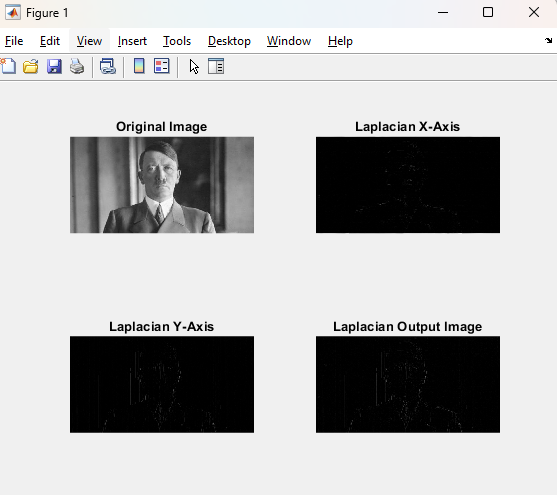 Figure 1
File Edit View Insert Tools Desktop Window Help
Original Image Laplacian X-Axis
Laplacian Y-Axis Laplacian Output Image